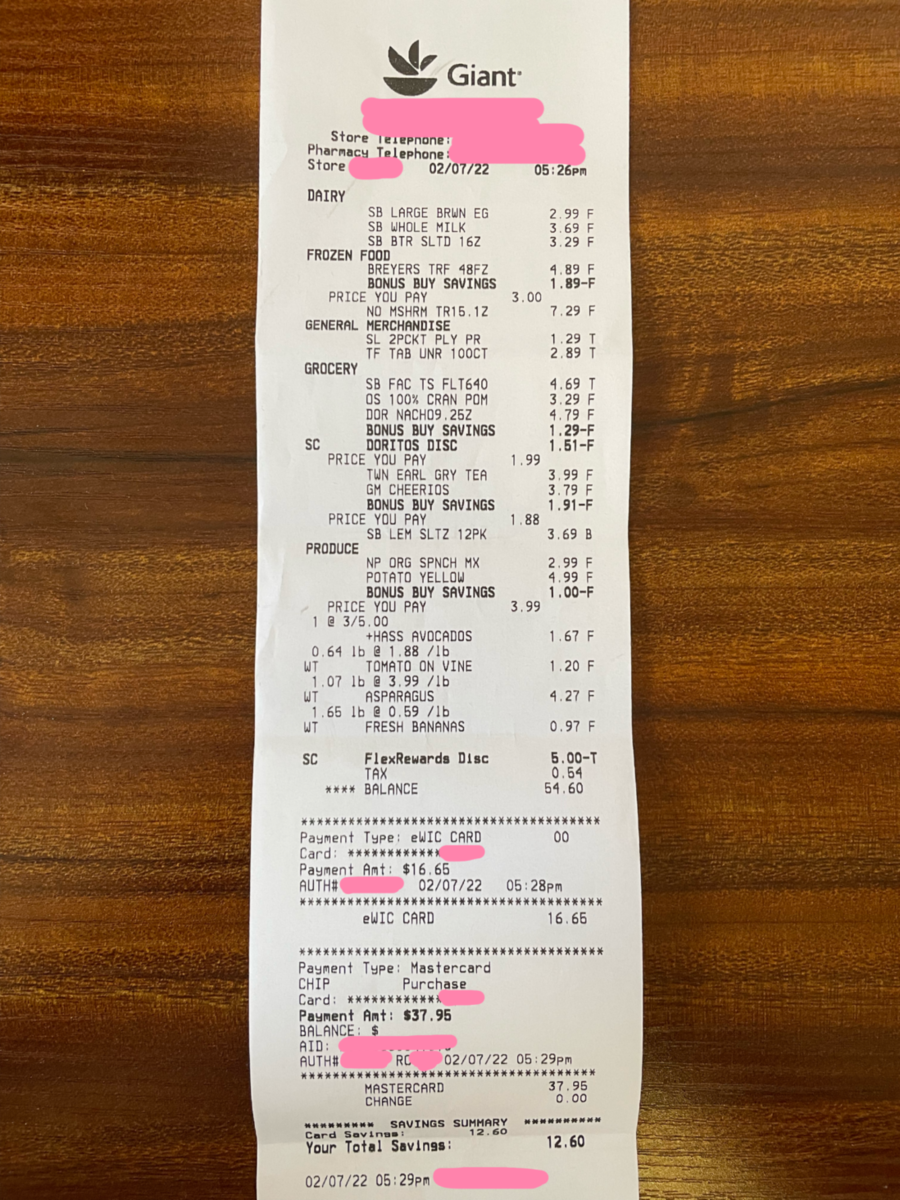 Giant
Store Telephone:
Pharmacy Telephone:
Store 02/07/22 05:26pm
DAIRY
SB LARGE BRWN EG 2.99 F
SB WHOLE MILK 3.69 F
SB BTR SLTD 16Z 3.29 F
FROZEN FOOD
BREYERS TRF 48FZ 4.89 F
BONUS BUY SAVINGS 1.89-F
PRICE YOU PAY 3.00
NO MSHRM TR15.1Z 7.29 F
GENERAL MERCHANDISE
SL 2PCKT PLY PR 1.29 T
TF TAB UNR 100CT 2.89 T
GROCERY
SB FAC TS FLT640 4.69 T
OS 100% CRAN POM 3.29 F
DOR NACHO9.25Z 4.79 F
BONUS BUY SAVINGS 1.29-F
SC DORITOS DISC 1.51-F
PRICE YOU PAY 1.99
TWN EARL GRY TEA 3.99 F
GM CHEERIOS 3.79 F
BONUS BUY SAVINGS 1.91-F
PRICE YOU PAY 1.88
SB LEM SLTZ 12PK 3.69 B
PRODUCE
NP ORG SPNCH MX 2.99 F
POTATO YELLOW 4.99 F
BONUS BUY SAVINGS 1.00-F
PRICE YOU PAY 3.99
1 @ 3/5.00
+HASS AVOCADOS 1.67 F
0.64 lb @ 1.88 /lb
WT TOMATO ON VINE 1.20 F
1.07 lb @ 3.99 /lb
WT ASPARAGUS 4.27 F
1.65 lb @ 0.59 /lb
WT FRESH BANANAS 0.97 F
SC FlexRewards Disc 5.00-T
TAX 0.54
**** BALANCE 54.60
**************************************
Payment Type: eWIC CARD 00
Card: ************
Payment Amt: $16.65
AUTH# 02/07/22 05:28pm
**************************************
eWIC CARD 16.65
**************************************
Payment Type: Mastercard
CHIP Purchase
Card: ************
Payment Amt: $37.95
BALANCE: $
AID:
AUTH# 02/07/22 05:29pm
**************************************
MASTERCARD 37.95
CHANGE 0.00
********* SAVINGS SUMMARY **********
Card Savings: 12.60
Your Total Savings: 12.60
02/07/22 05:29pm